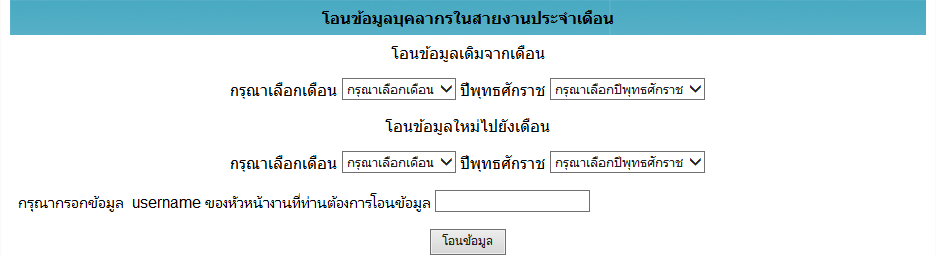 โอนข้อมูลบุคลากรในสายงานประจำเดือน
โอนข้อมูลเดิมจากเดือน
กรุณาเลือกเดือน กรุณาเลือกเดือน ปีพุทธศักราช กรุณาเลือกปีพุทธศักราช
โอนข้อมูลใหม่ไปยังเดือน
กรุณาเลือกเดือน กรุณาเลือกเดือน ปีพุทธศักราช กรุณาเลือกปีพุทธศักราช
กรุณากรอกข้อมูล username ของหัวหน้างานที่ท่านต้องการโอนข้อมูล
โอนข้อมูล